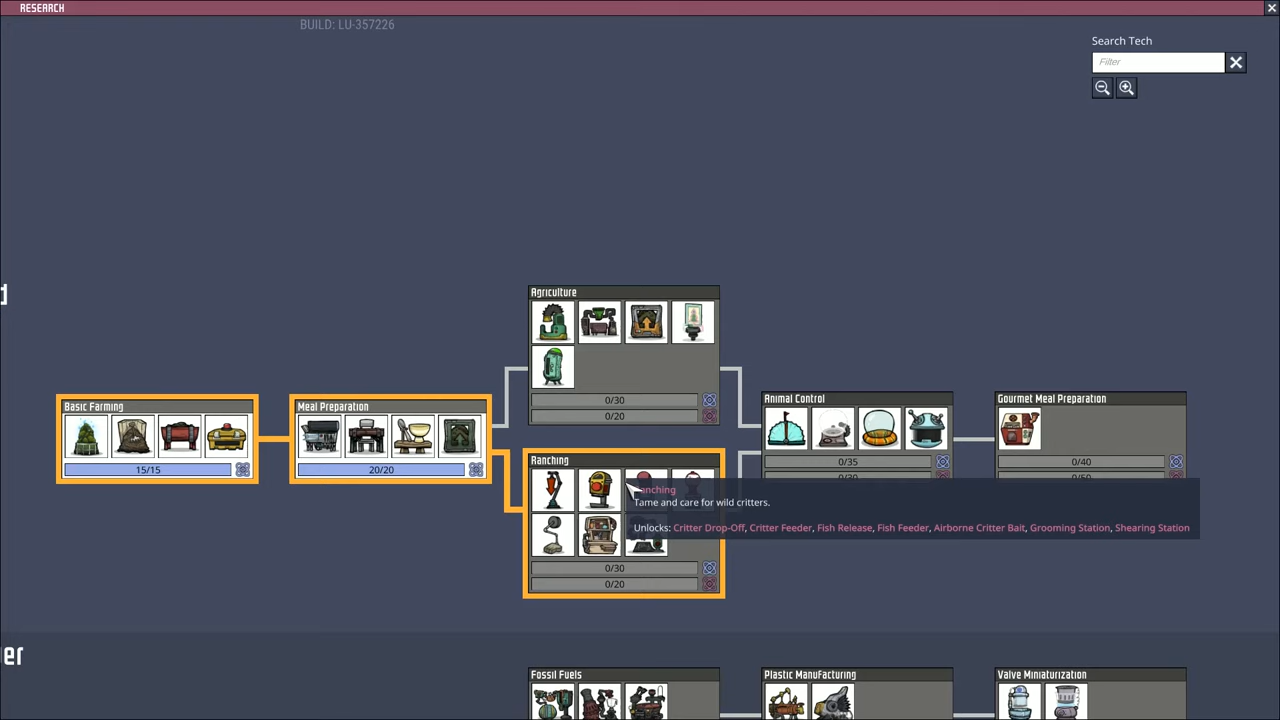 RESEARCH
BUILD: LU-357226
Search Tech
Filter
d
Agriculture
0/30
0/20
Basic Farming
15/15
Meal Preparation
20/20
Ranching
0/30
0/20
Animal Control
0/35
Gourmet Meal Preparation
0/40
Ranching
Tame and care for wild critters.
Unlocks: Critter Drop-Off, Critter Feeder, Fish Release, Fish Feeder, Airborne Critter Bait, Grooming Station, Shearing Station
er
Fossil Fuels
Plastic Manufacturing
Valve Miniaturization